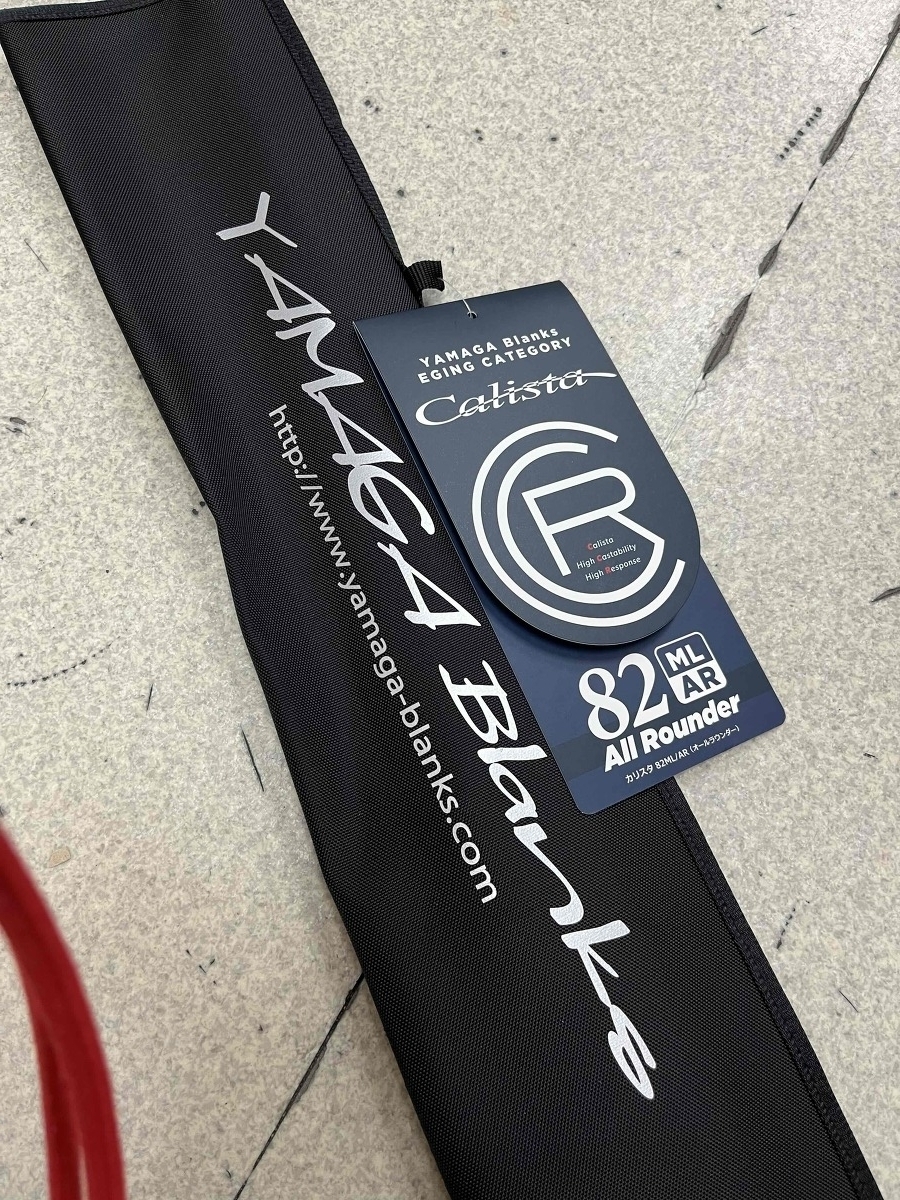 YAMAGA Blanks
http://www.yamaga-blanks.com
YAMAGA Blanks
EGING CATEGORY
Calista
CR
Calista
High Castability
High Response
82 ML
AR
All Rounder
カリスタ 82ML/AR (オールラウンダー)